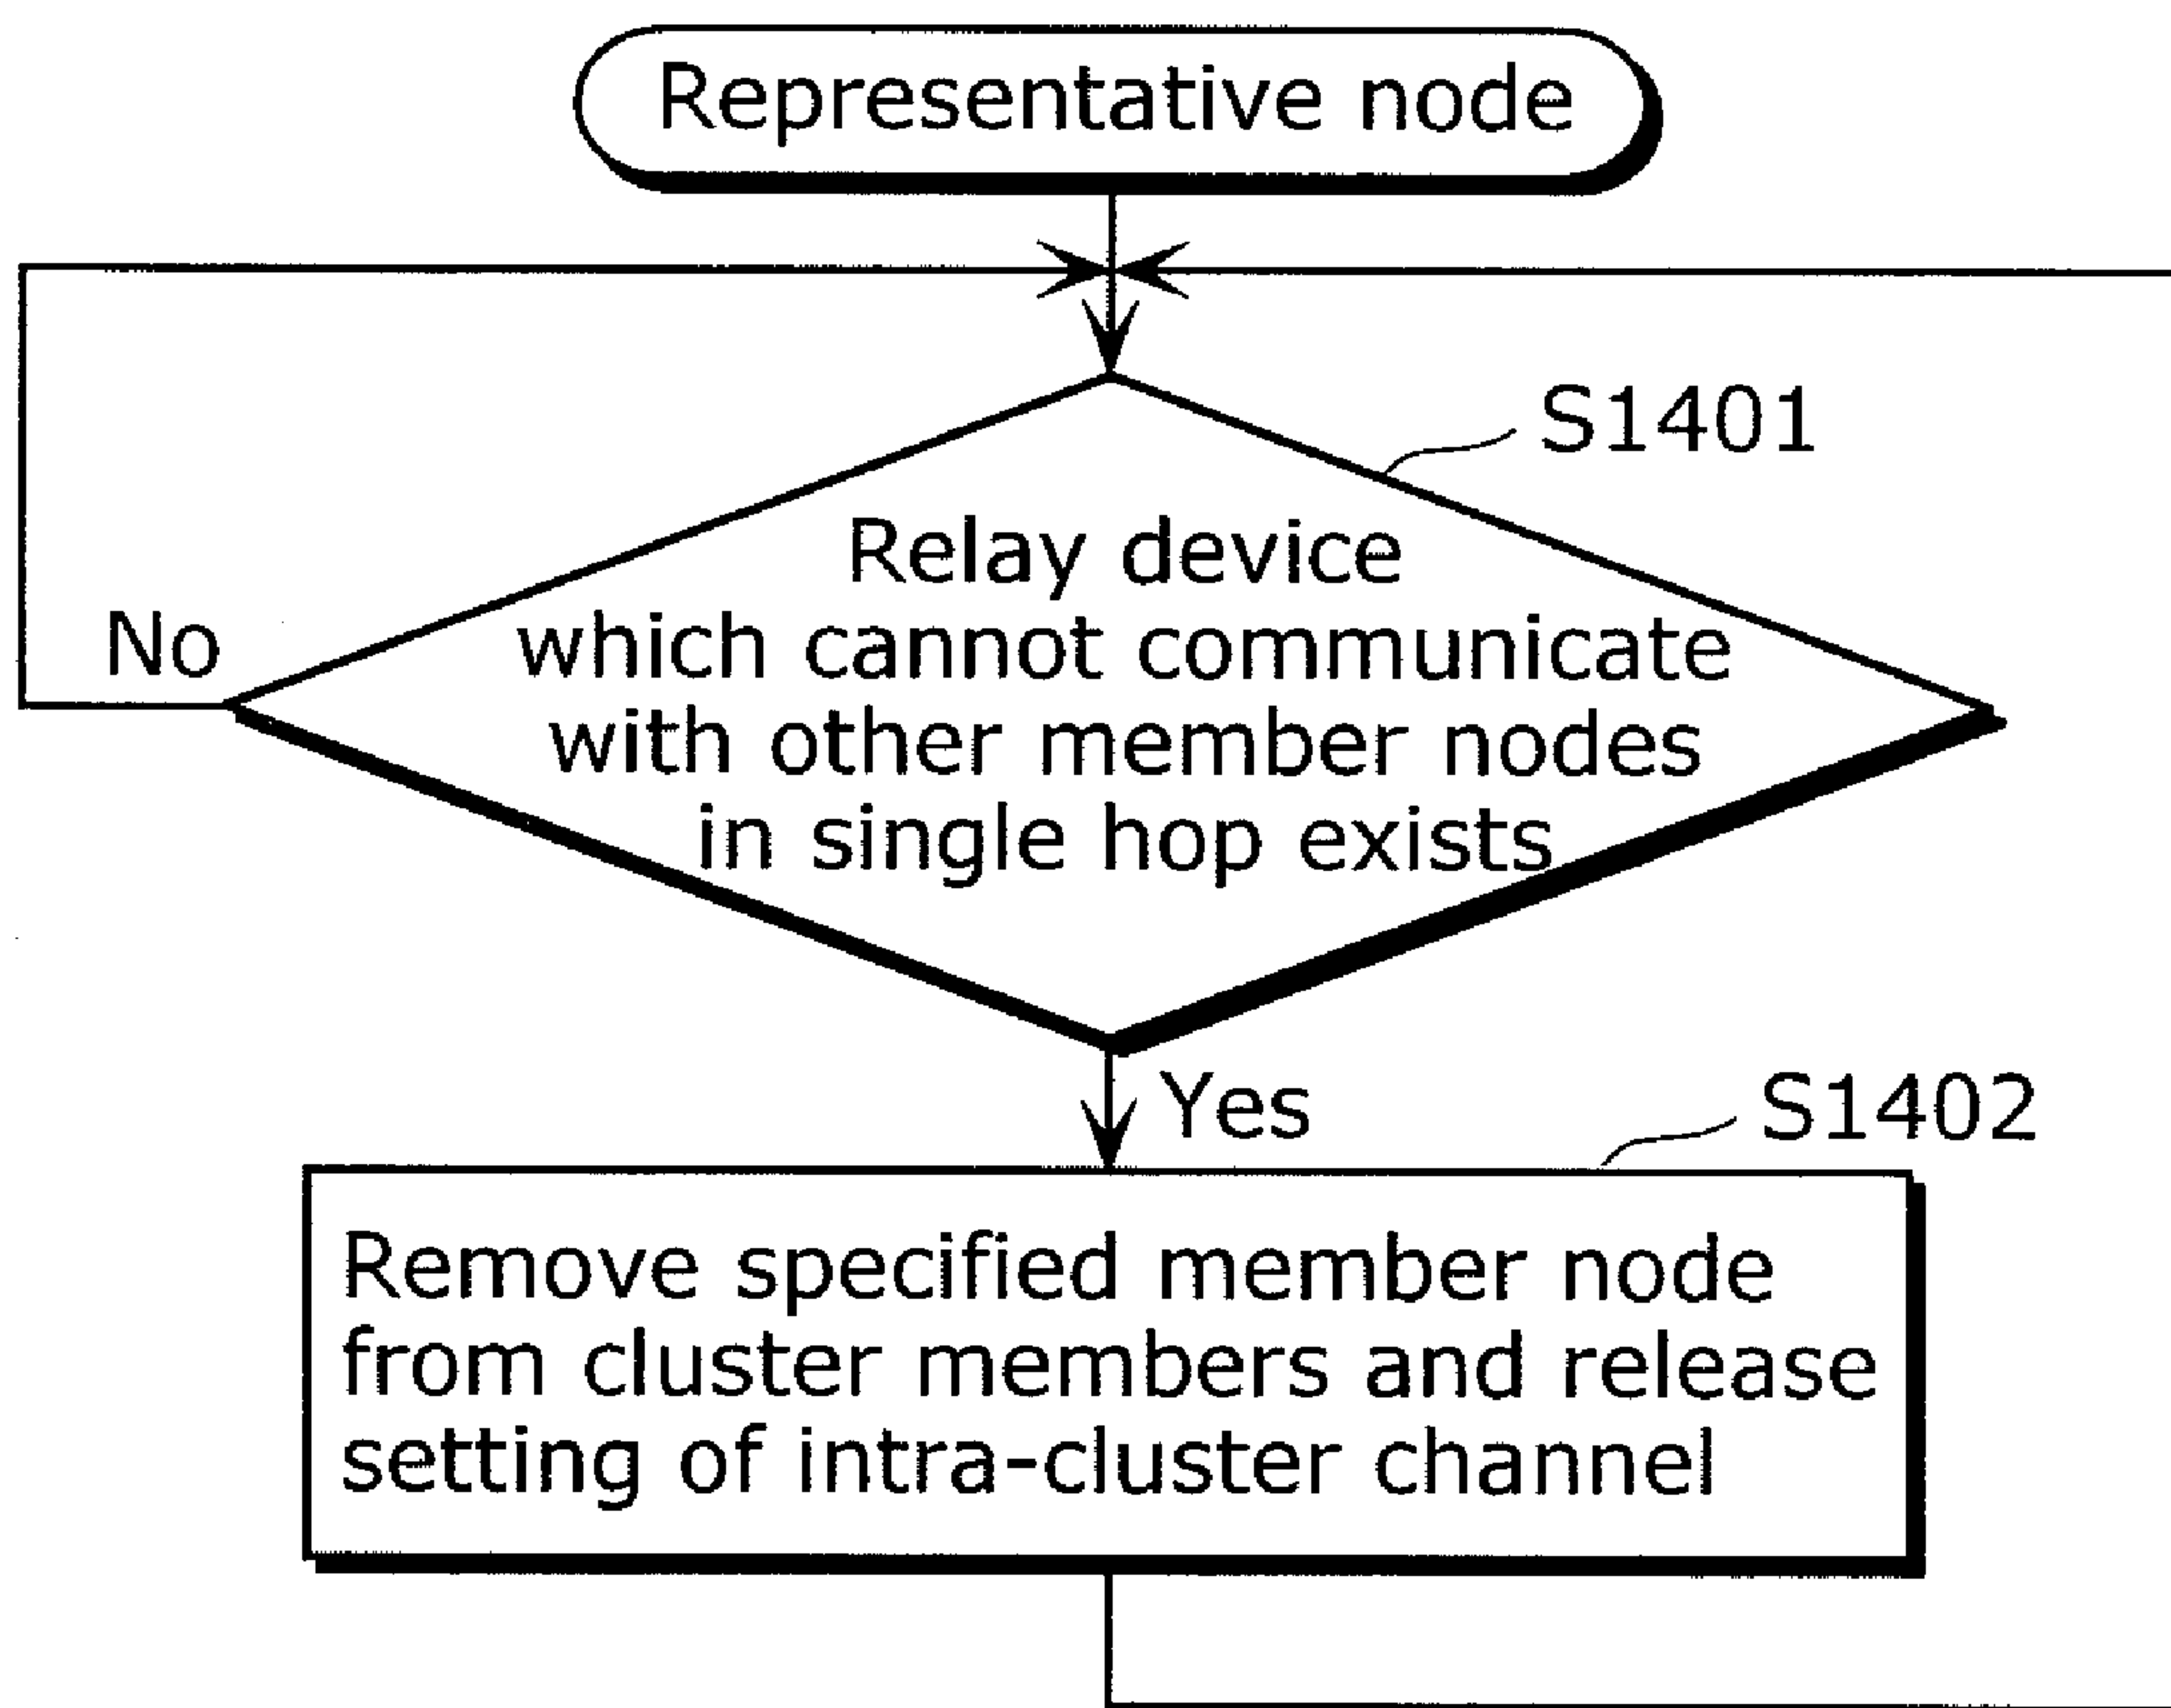 Representative node
S1401
Relay device
which cannot communicate
with other member nodes
in single hop exists
No
Yes
S1402
Remove specified member node
from cluster members and release
setting of intra-cluster channel